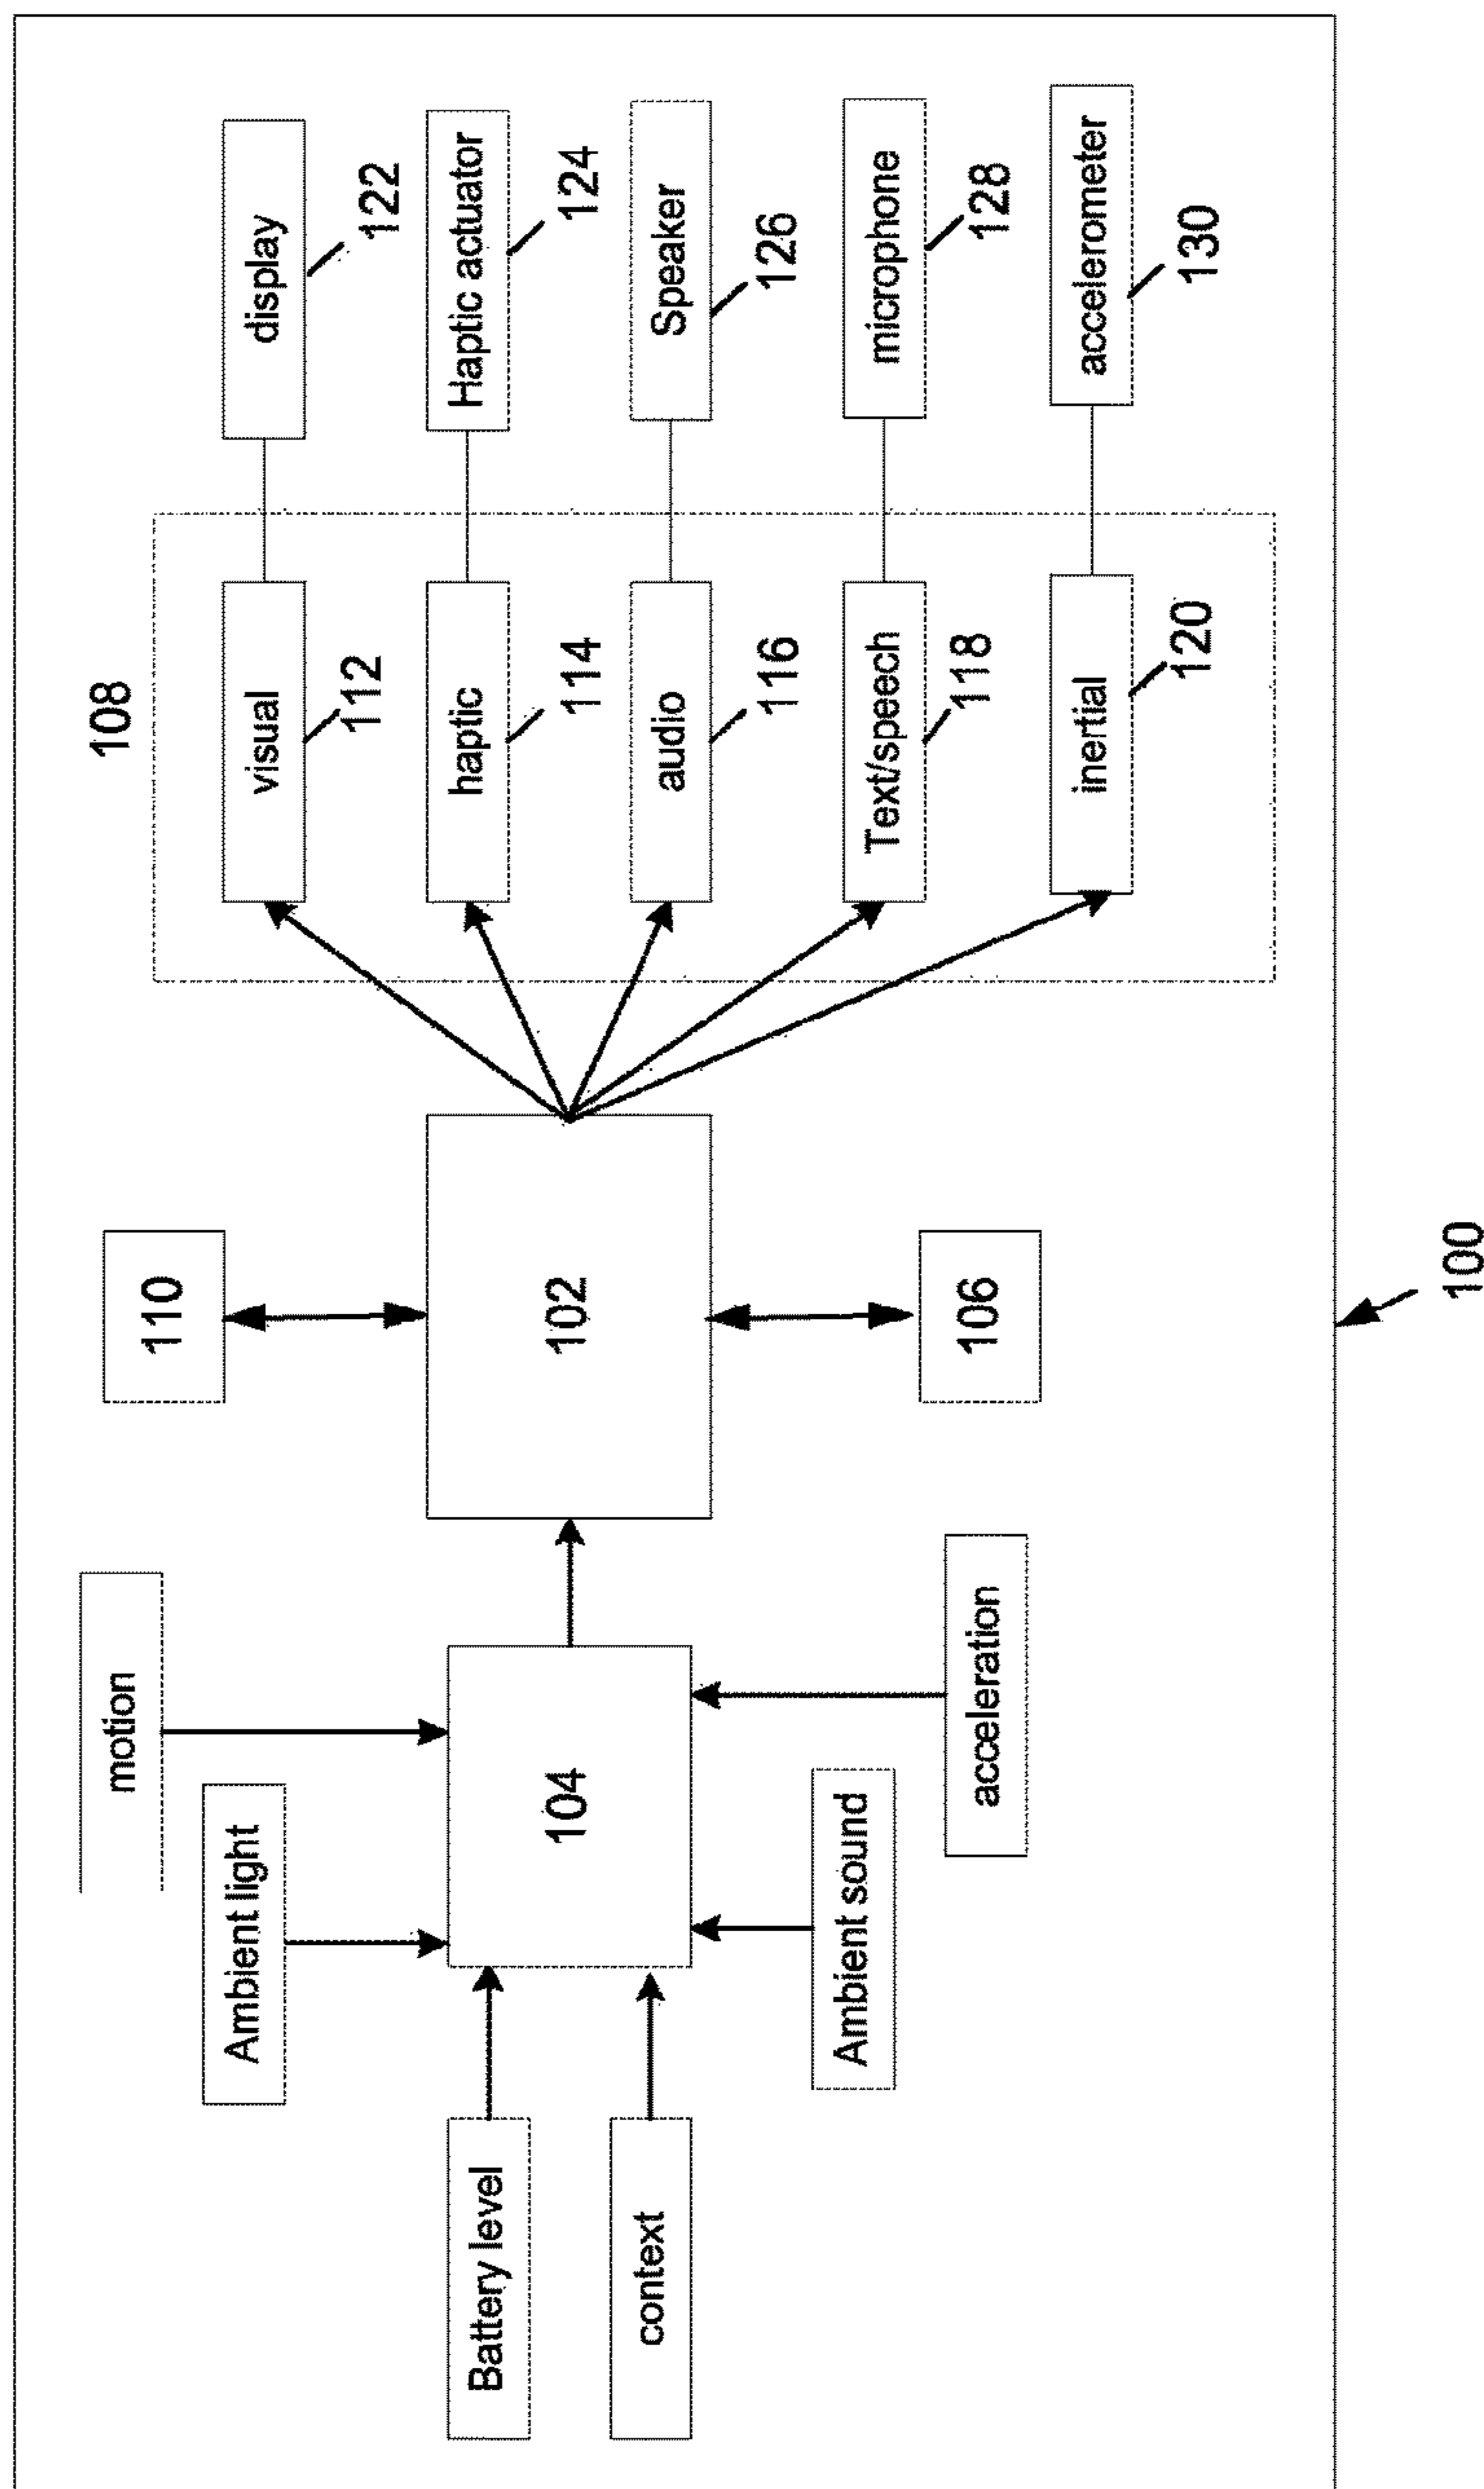 108
visual
112
display
122
haptic
114
Haptic actuator
124
audio
116
Speaker
126
Text/speech
118
microphone
128
inertial
120
accelerometer
130
110
102
106
motion
Ambient light
Battery level
104
context
Ambient sound
acceleration
100